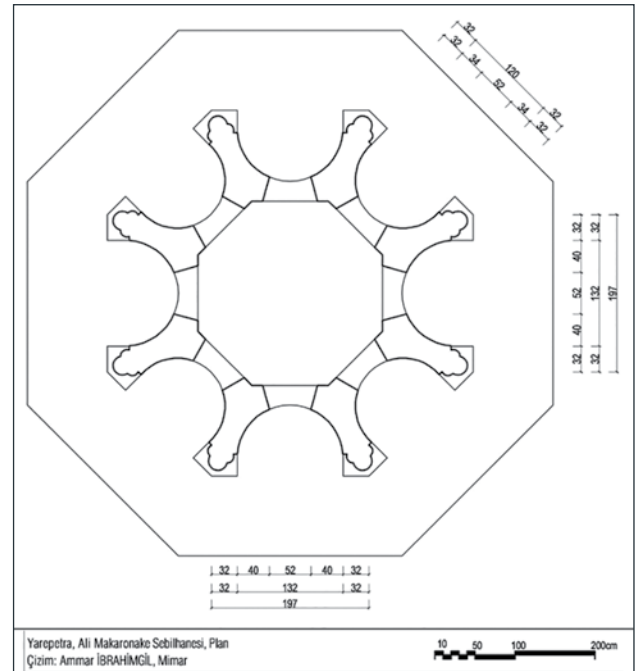 32 120 32
32 34 52 34 32
32 40 52 40 32
32 132 32
197
32 40 52 40 32
32 132 32
197
Yarepetra, Ali Makaronake Sebilhanesi, Plan
Çizim: Ammar İBRAHİMGİL, Mimar
10 50 100 200cm